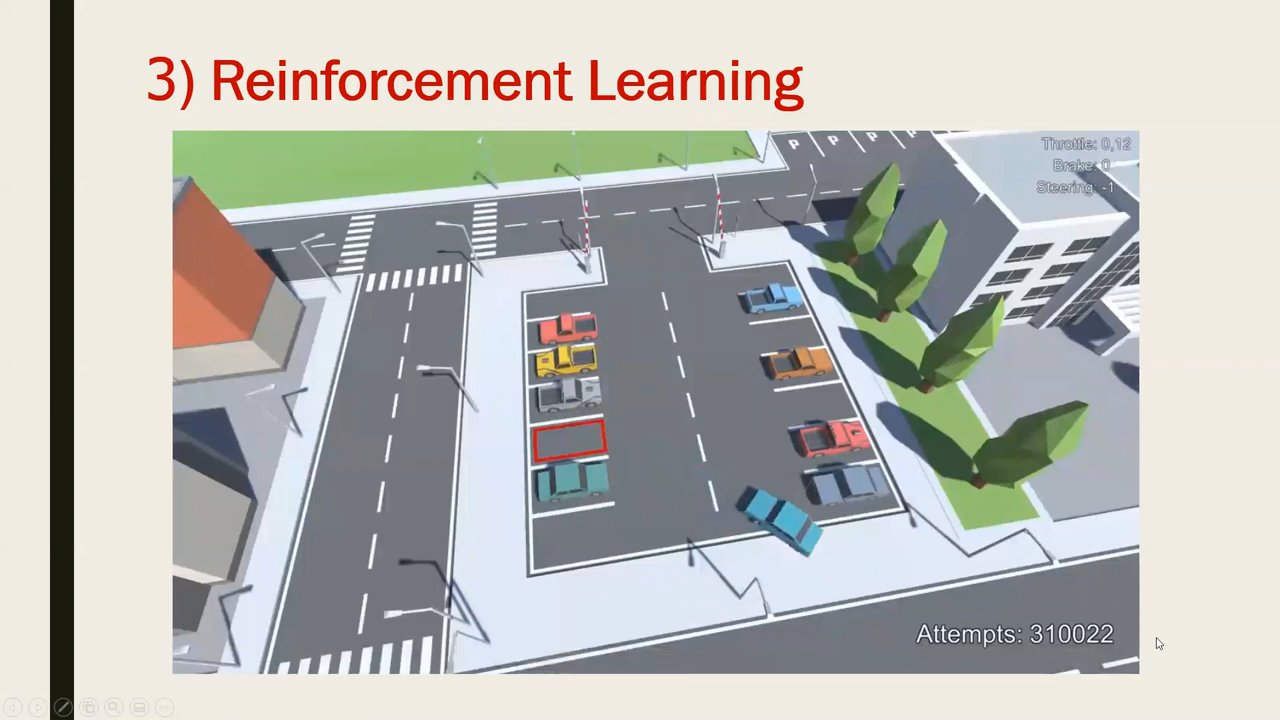 3) Reinforcement Learning
P P P P
Throttle: 0,12
Brake: 0
Steering: -1
Attempts: 310022